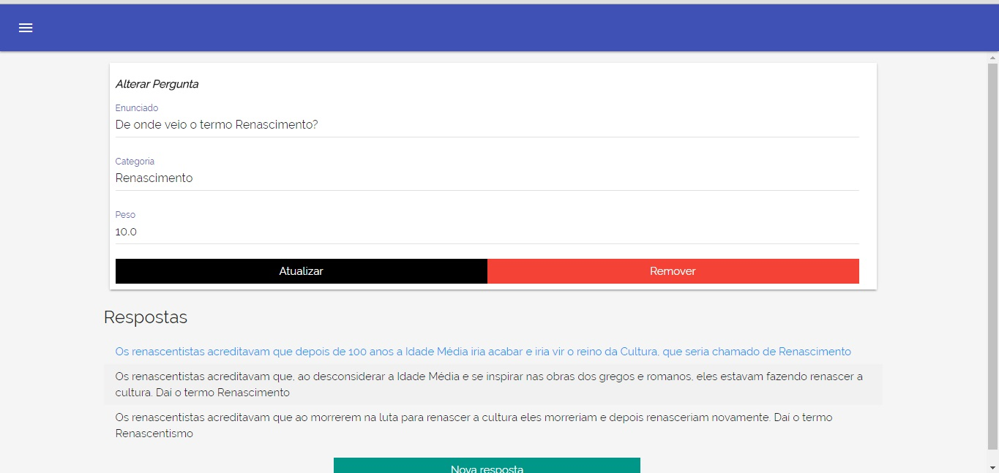 Alterar Pergunta
Enunciado
De onde veio o termo Renascimento?
Categoria
Renascimento
Peso
10.0
Atualizar Remover
Respostas
Os renascentistas acreditavam que depois de 100 anos a Idade Média iria acabar e iria vir o reino da Cultura, que seria chamado de Renascimento
Os renascentistas acreditavam que, ao desconsiderar a Idade Média e se inspirar nas obras dos gregos e romanos, eles estavam fazendo renascer a
cultura. Daí o termo Renascimento
Os renascentistas acreditavam que ao morrerem na luta para renascer a cultura eles morreriam e depois renasceriam novamente. Daí o termo
Renascentismo
Nova resposta